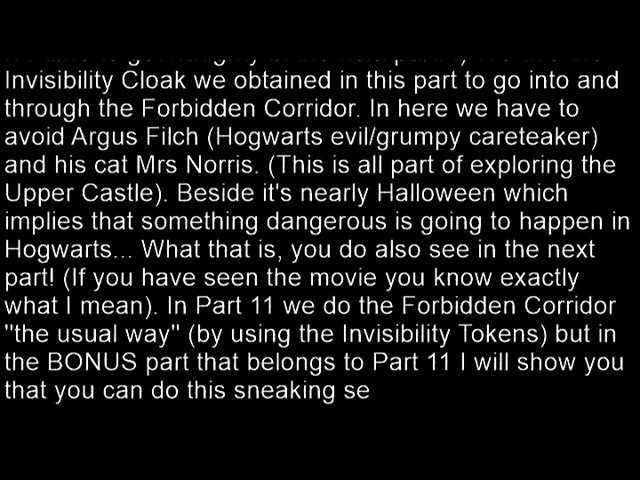 Invisibility Cloak we obtained in this part to go into and
through the Forbidden Corridor. In here we have to
avoid Argus Filch (Hogwarts evil/grumpy careteaker)
and his cat Mrs Norris. (This is all part of exploring the
Upper Castle). Beside it's nearly Halloween which
implies that something dangerous is going to happen in
Hogwarts... What that is, you do also see in the next
part! (If you have seen the movie you know exactly
what I mean). In Part 11 we do the Forbidden Corridor
"the usual way" (by using the Invisibility Tokens) but in
the BONUS part that belongs to Part 11 I will show you
that you can do this sneaking se